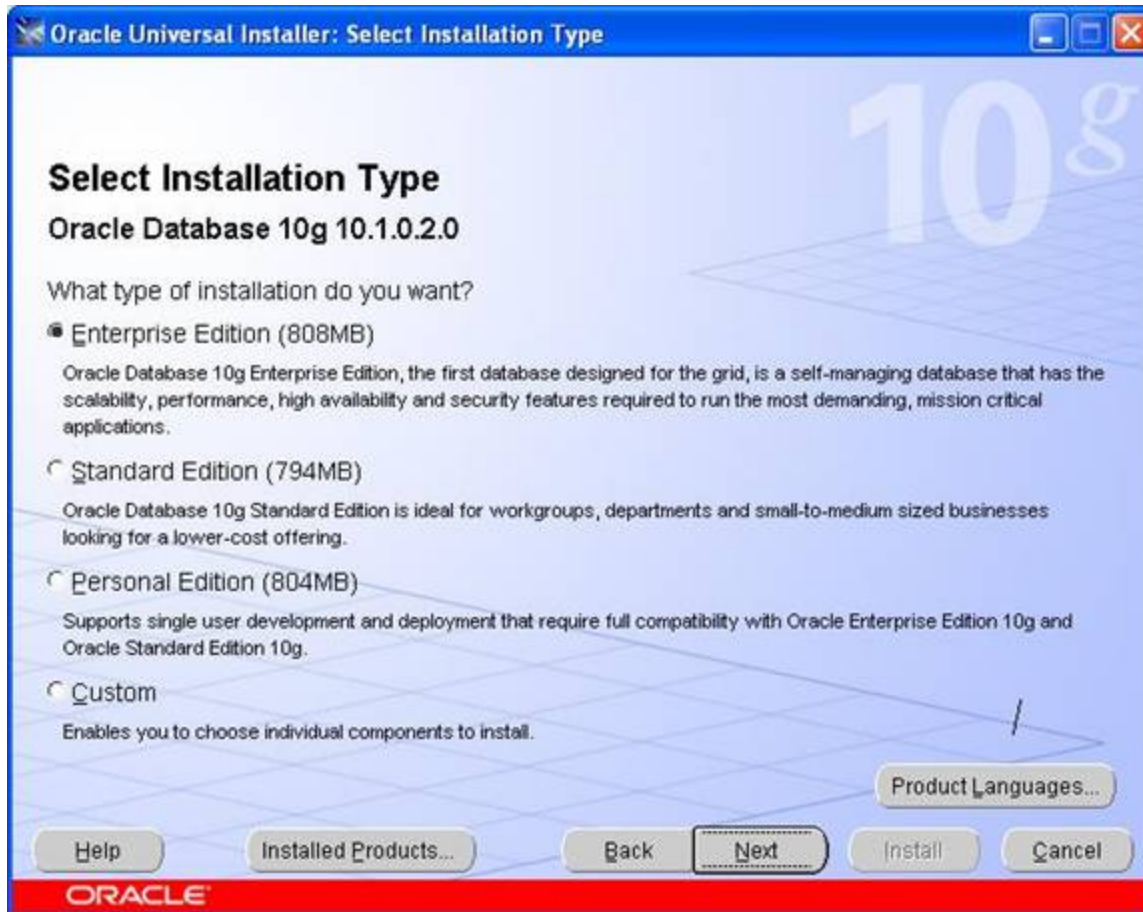 Oracle Universal Installer: Select Installation Type
10g
Select Installation Type
Oracle Database 10g 10.1.0.2.0
What type of installation do you want?
Enterprise Edition (808MB)
Oracle Database 10g Enterprise Edition, the first database designed for the grid, is a self-managing database that has the
scalability, performance, high availability and security features required to run the most demanding, mission critical
applications.
Standard Edition (794MB)
Oracle Database 10g Standard Edition is ideal for workgroups, departments and small-to-medium sized businesses
looking for a lower-cost offering.
Personal Edition (804MB)
Supports single user development and deployment that require full compatibility with Oracle Enterprise Edition 10g and
Oracle Standard Edition 10g.
Custom
Enables you to choose individual components to install.
Product Languages...
Help Installed Products... Back Next Install Cancel
ORACLE